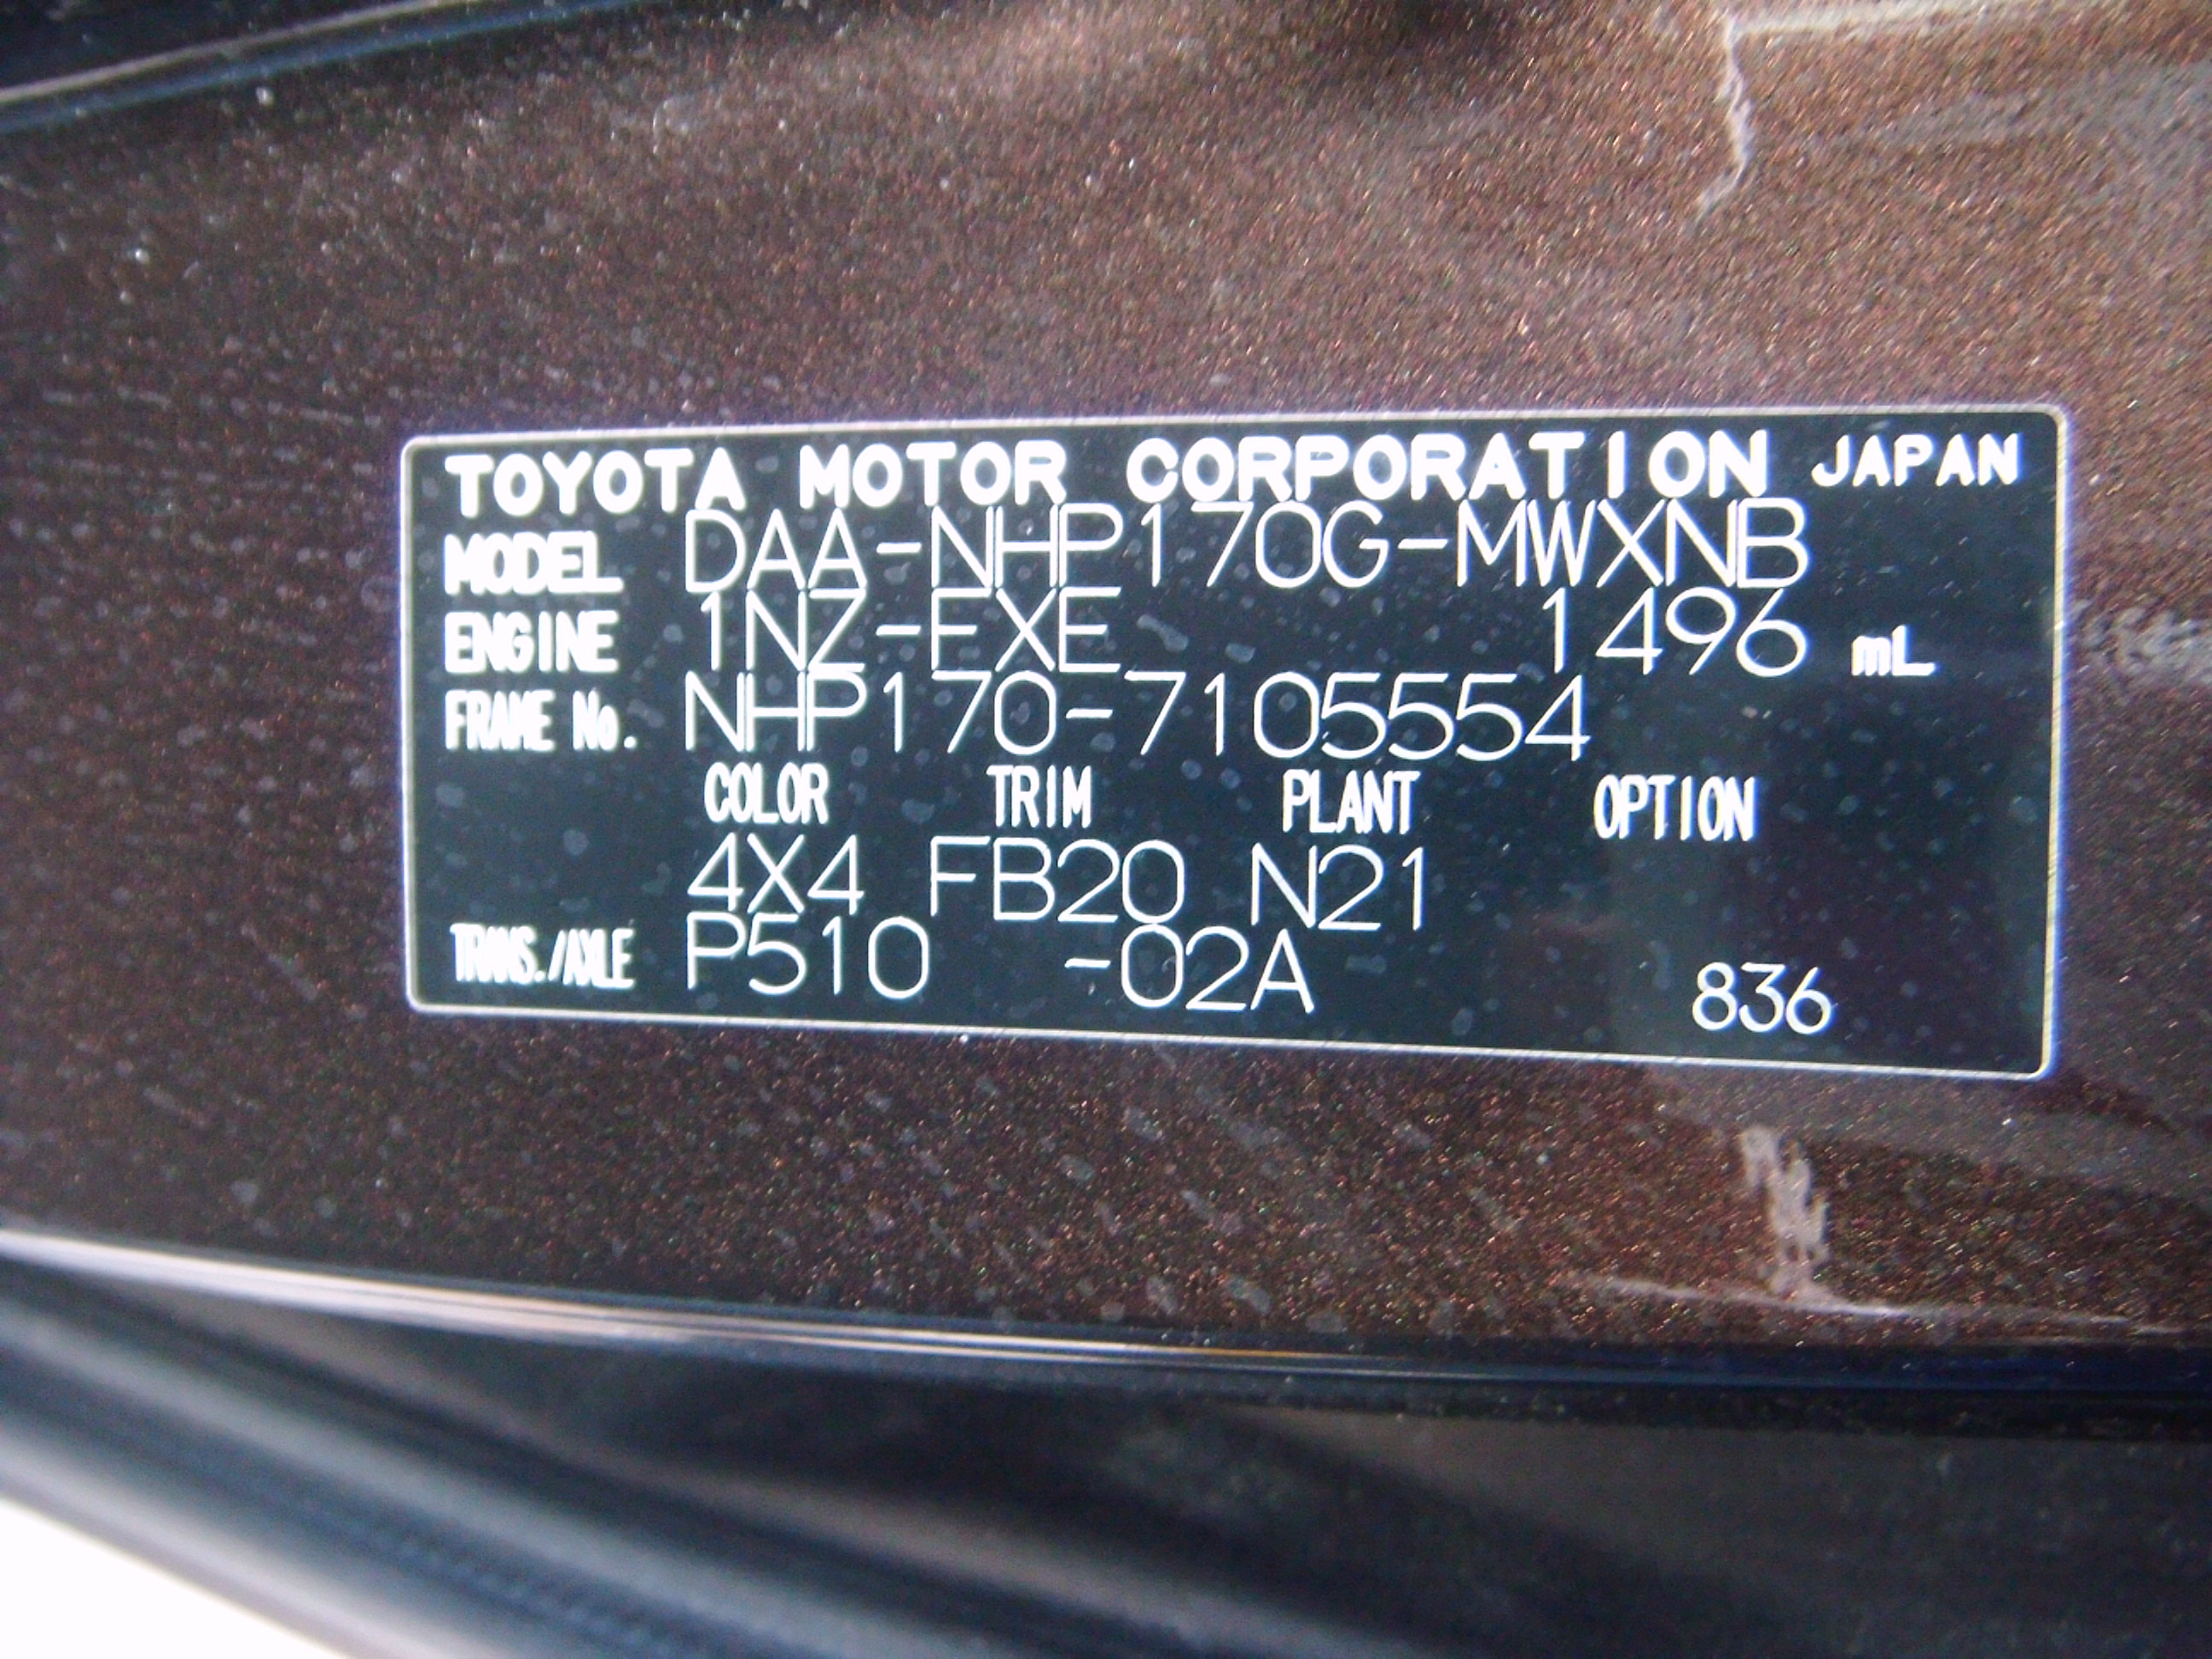 TOYOTA MOTOR CORPORATION JAPAN
MODEL DAA-NHP170G-MWXNB
ENGINE 1NZ-FXE 1496 mL
FRAME No. NHP170-7105554
COLOR TRIM PLANT OPTION
4X4 FB20 N21
TRANS./AXLE P510 -02A 836